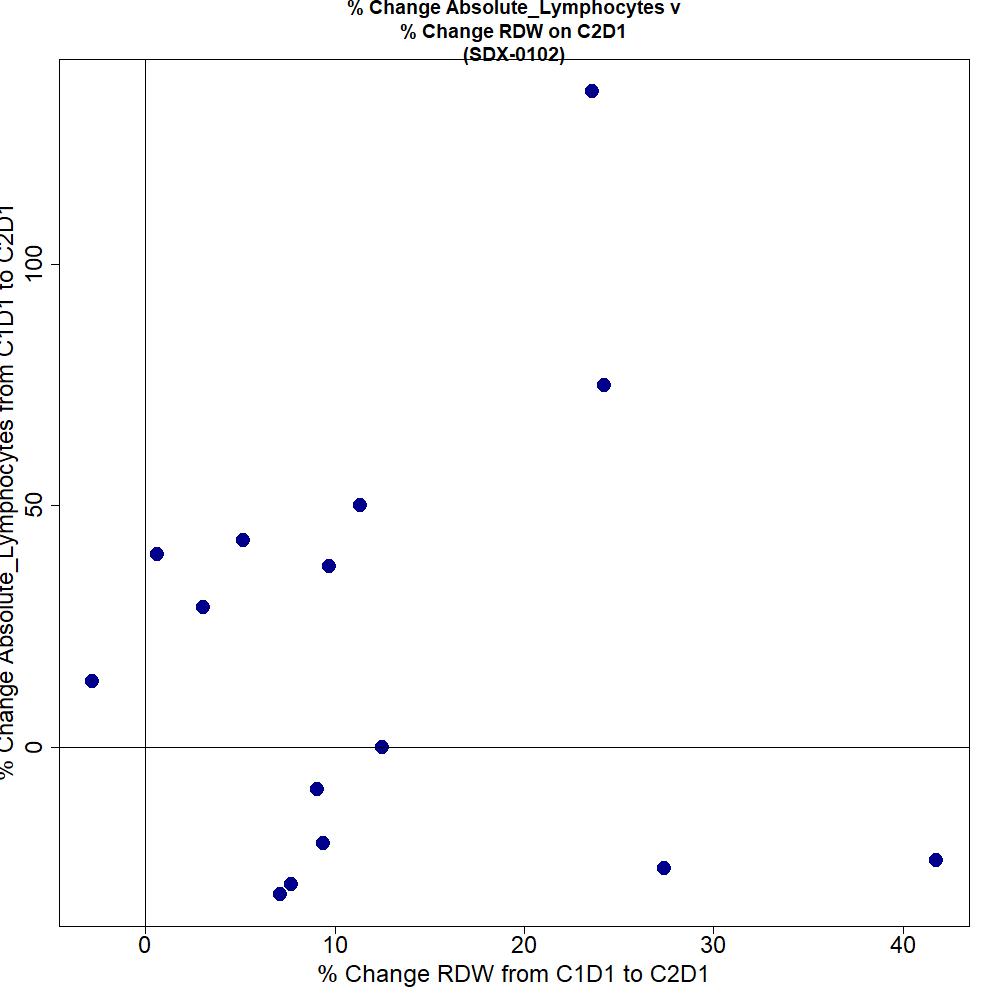 % Change Absolute_Lymphocytes v
% Change RDW on C2D1
(SDX-0102)
% Change Absolute_Lymphocytes from C1D1 to C2D1
100
50
0
0 10 20 30 40
% Change RDW from C1D1 to C2D1